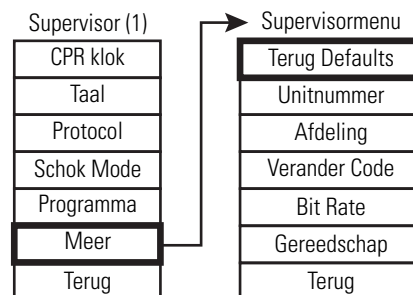 Supervisor (1)
CPR klok
Taal
Protocol
Schok Mode
Programma
Meer
Terug
Supervisormenu
Terug Defaults
Unitnummer
Afdeling
Verander Code
Bit Rate
Gereedschap
Terug